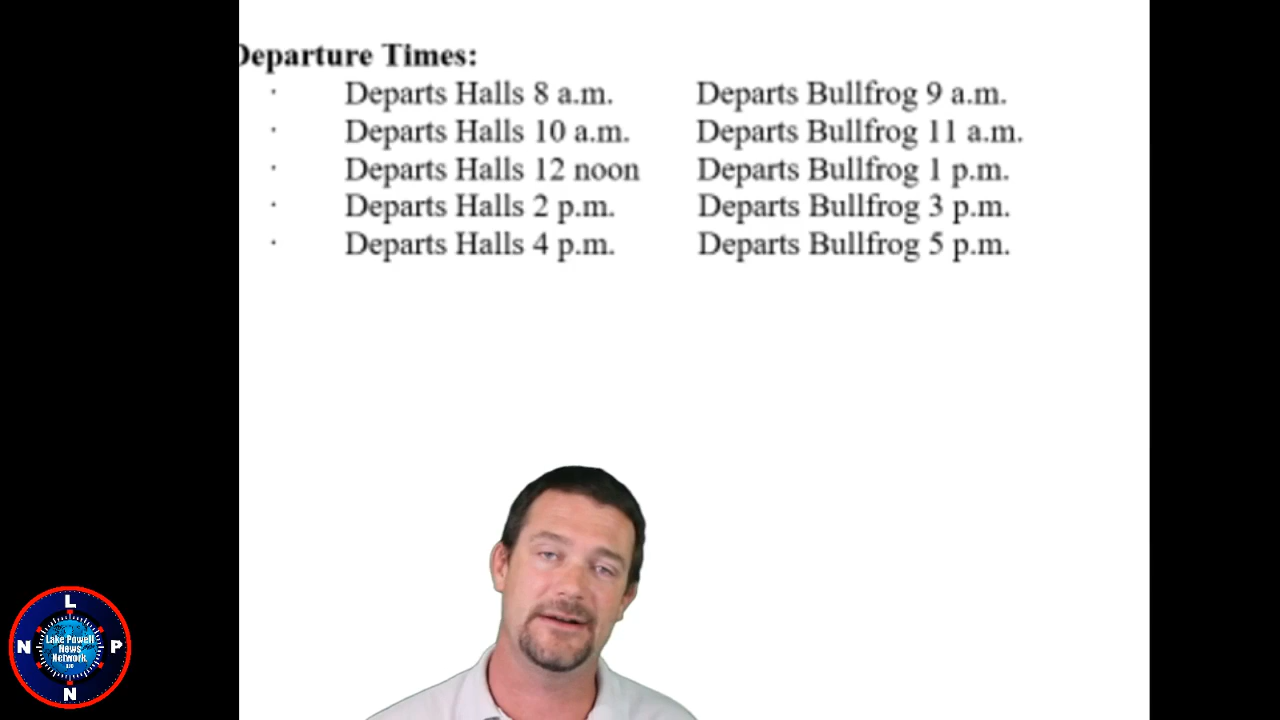 Departure Times:
· Departs Halls 8 a.m. Departs Bullfrog 9 a.m.
· Departs Halls 10 a.m. Departs Bullfrog 11 a.m.
· Departs Halls 12 noon Departs Bullfrog 1 p.m.
· Departs Halls 2 p.m. Departs Bullfrog 3 p.m.
· Departs Halls 4 p.m. Departs Bullfrog 5 p.m.
L
N P
Lake Powell
News
Network
N